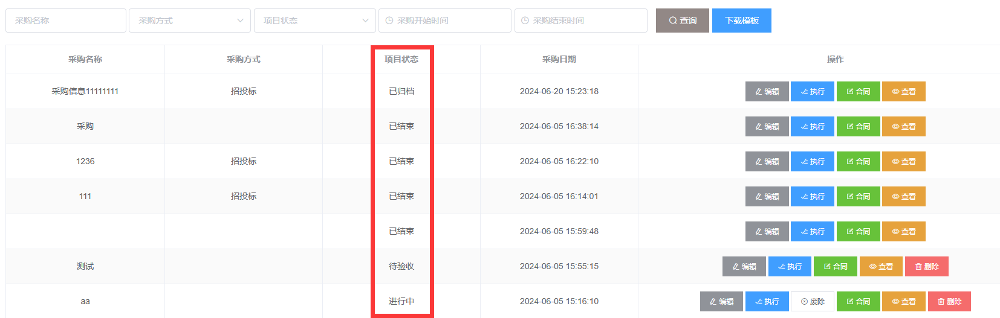 采购名称 采购方式 项目状态 采购开始时间 采购结束时间 查询 下载模板
采购名称 采购方式 项目状态 采购日期 操作
采购信息11111111 招投标 已归档 2024-06-20 15:23:18 编辑 执行 合同 查看
采购 已结束 2024-06-05 16:38:14 编辑 执行 合同 查看
1236 招投标 已结束 2024-06-05 16:22:10 编辑 执行 合同 查看
111 招投标 已结束 2024-06-05 16:14:01 编辑 执行 合同 查看
已结束 2024-06-05 15:59:48 编辑 执行 合同 查看
测试 待验收 2024-06-05 15:55:15 编辑 执行 合同 查看 删除
aa 进行中 2024-06-05 15:16:10 编辑 执行 废除 合同 查看 删除